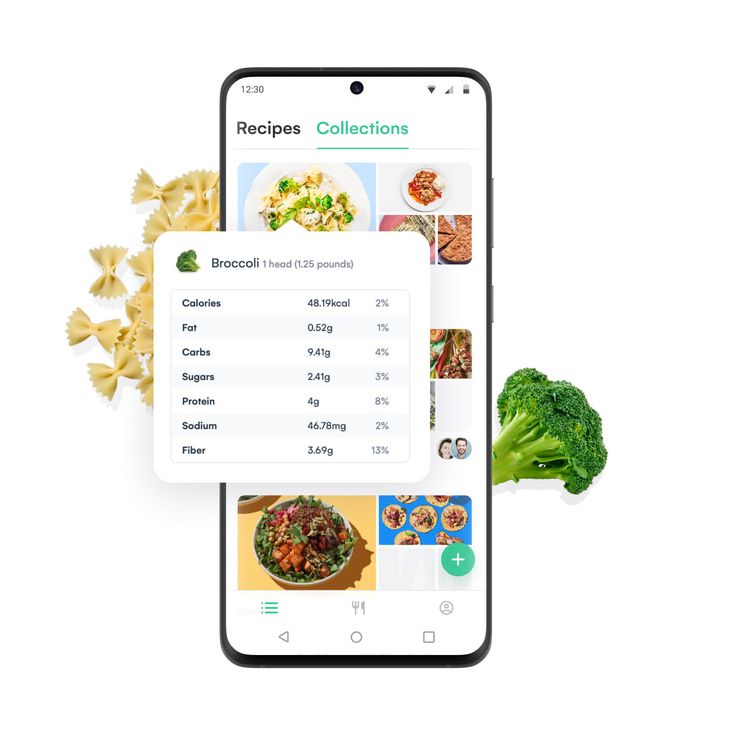 12:30
Recipes Collections
Broccoli 1 head (1.25 pounds)
Calories 48.19kcal 2%
Fat 0.52g 1%
Carbs 9.41g 4%
Sugars 2.41g 3%
Protein 4g 8%
Sodium 46.78mg 2%
Fiber 3.69g 13%